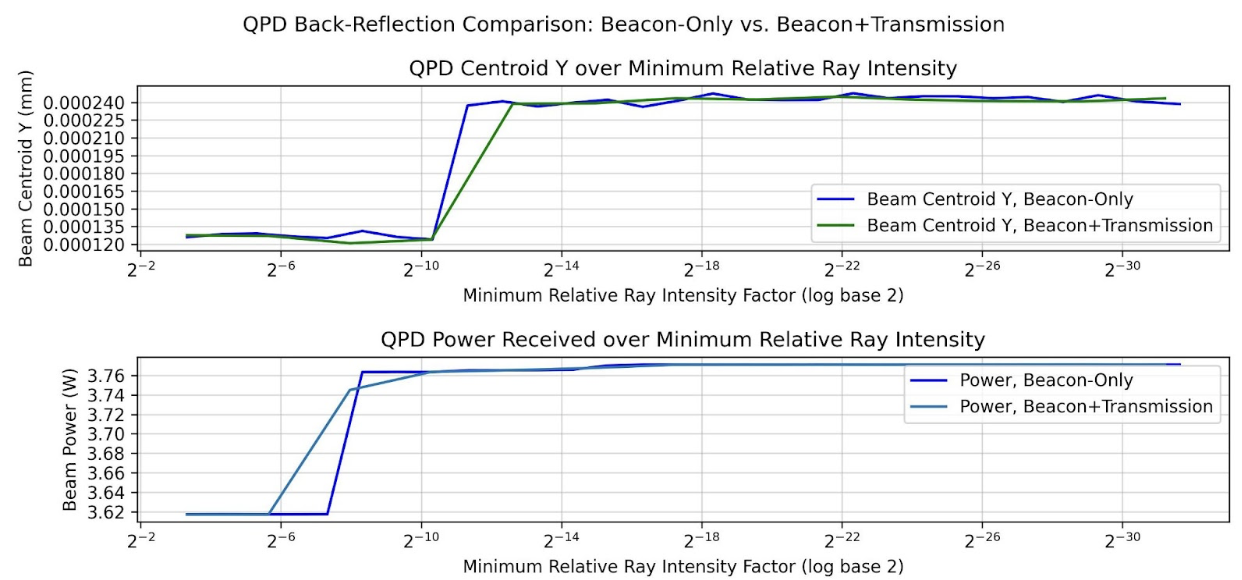 QPD Back-Reflection Comparison: Beacon-Only vs. Beacon+Transmission
QPD Centroid Y over Minimum Relative Ray Intensity
Beam Centroid Y (mm)
0.000240
0.000225
0.000210
0.000195
0.000180
0.000165
0.000150
0.000135
0.000120
Beam Centroid Y, Beacon-Only
Beam Centroid Y, Beacon+Transmission
2⁻² 2⁻⁶ 2⁻¹⁰ 2⁻¹⁴ 2⁻¹⁸ 2⁻²² 2⁻²⁶ 2⁻³⁰
Minimum Relative Ray Intensity Factor (log base 2)
QPD Power Received over Minimum Relative Ray Intensity
Beam Power (W)
3.76
3.74
3.72
3.70
3.68
3.66
3.64
3.62
Power, Beacon-Only
Power, Beacon+Transmission
2⁻² 2⁻⁶ 2⁻¹⁰ 2⁻¹⁴ 2⁻¹⁸ 2⁻²² 2⁻²⁶ 2⁻³⁰
Minimum Relative Ray Intensity Factor (log base 2)